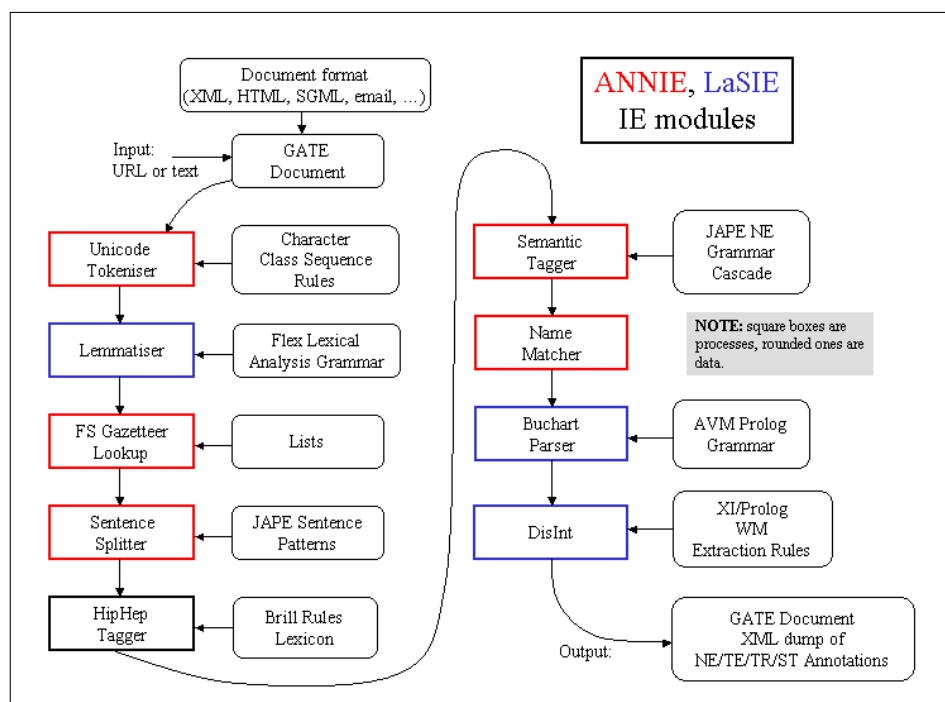 Document format
(XML, HTML, SGML, email, ...)
Input:
URL or text
GATE
Document
Unicode
Tokeniser
Character
Class Sequence
Rules
Lemmatiser
Flex Lexical
Analysis Grammar
FS Gazetteer
Lookup
Lists
Sentence
Splitter
JAPE Sentence
Patterns
HipHep
Tagger
Brill Rules
Lexicon
ANNIE, LaSIE
IE modules
Semantic
Tagger
JAPE NE
Grammar
Cascade
Name
Matcher
NOTE: square boxes are
processes, rounded ones are
data.
Buchart
Parser
AVM Prolog
Grammar
DisInt
XI/Prolog
WM
Extraction Rules
Output:
GATE Document
XML dump of
NE/TE/TR/ST Annotations